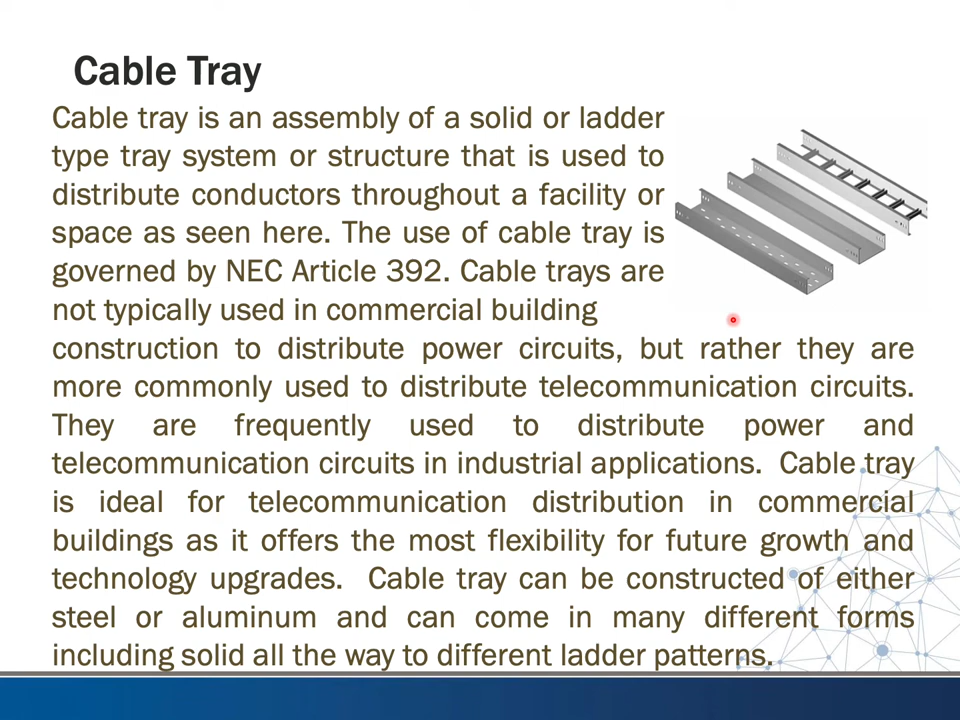 Cable Tray
Cable tray is an assembly of a solid or ladder
type tray system or structure that is used to
distribute conductors throughout a facility or
space as seen here. The use of cable tray is
governed by NEC Article 392. Cable trays are
not typically used in commercial building
construction to distribute power circuits, but rather they are
more commonly used to distribute telecommunication circuits.
They are frequently used to distribute power and
telecommunication circuits in industrial applications. Cable tray
is ideal for telecommunication distribution in commercial
buildings as it offers the most flexibility for future growth and
technology upgrades. Cable tray can be constructed of either
steel or aluminum and can come in many different forms
including solid all the way to different ladder patterns.